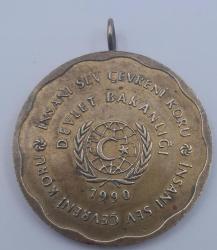 İNSANI SEV ÇEVRENİ KORU
İNSANI SEV ÇEVRENİ KORU
DEVLET BAKANLIĞI
1990